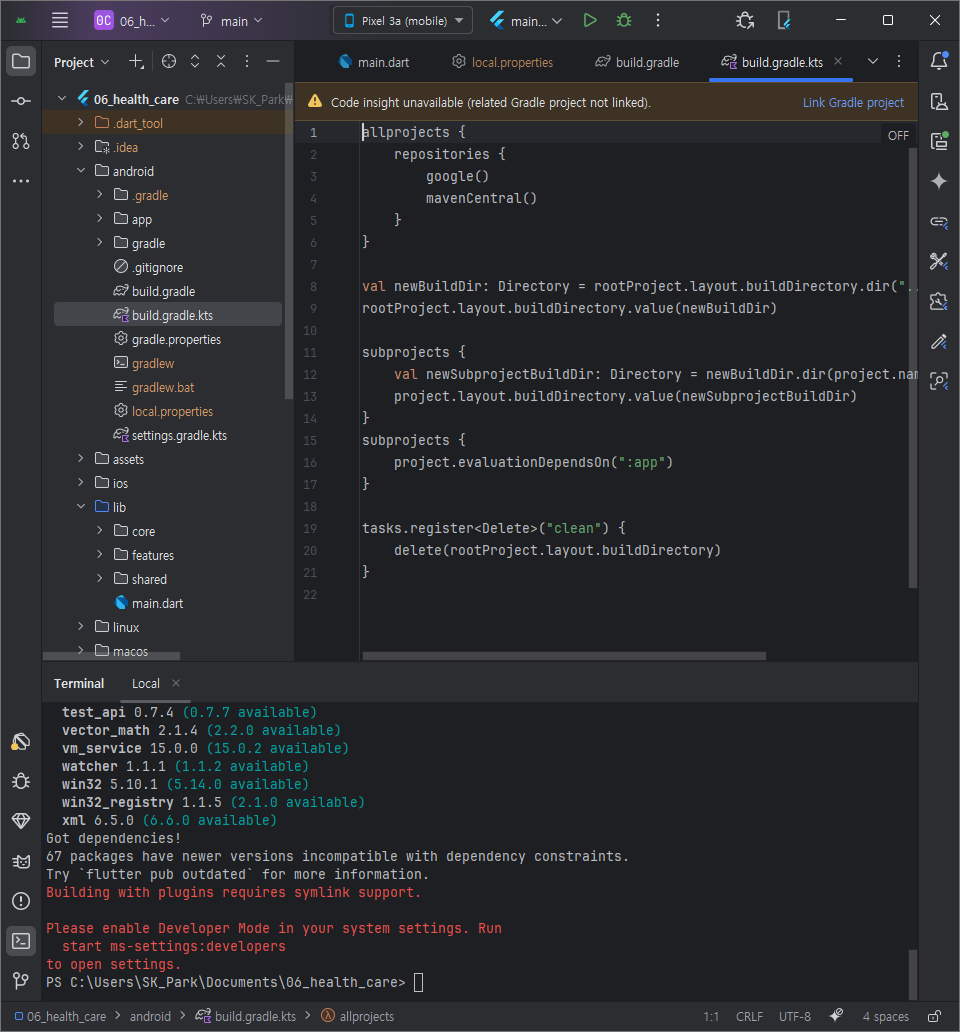 OC 06_h... main Pixel 3a (mobile) main....
Project
main.dart local.properties build.gradle build.gradle.kts
06_health_care C:₩Users₩SK_Park₩
.dart_tool
.idea
android
.gradle
app
gradle
.gitignore
build.gradle
build.gradle.kts
gradle.properties
gradlew
gradlew.bat
local.properties
settings.gradle.kts
assets
ios
lib
core
features
shared
main.dart
linux
macos
Code insight unavailable (related Gradle project not linked). Link Gradle project
OFF
1 allprojects {
2 repositories {
3 google()
4 mavenCentral()
5 }
6 }
7
8 val newBuildDir: Directory = rootProject.layout.buildDirectory.dir("..
9 rootProject.layout.buildDirectory.value(newBuildDir)
10
11 subprojects {
12 val newSubprojectBuildDir: Directory = newBuildDir.dir(project.nam
13 project.layout.buildDirectory.value(newSubprojectBuildDir)
14 }
15 subprojects {
16 project.evaluationDependsOn(":app")
17 }
18
19 tasks.register<Delete>("clean") {
20 delete(rootProject.layout.buildDirectory)
21 }
22
Terminal Local
test_api 0.7.4 (0.7.7 available)
vector_math 2.1.4 (2.2.0 available)
vm_service 15.0.0 (15.0.2 available)
watcher 1.1.1 (1.1.2 available)
win32 5.10.1 (5.14.0 available)
win32_registry 1.1.5 (2.1.0 available)
xml 6.5.0 (6.6.0 available)
Got dependencies!
67 packages have newer versions incompatible with dependency constraints.
Try `flutter pub outdated` for more information.
Building with plugins requires symlink support.

Please enable Developer Mode in your system settings. Run
start ms-settings:developers
to open settings.
PS C:\Users\SK_Park\Documents\06_health_care>
06_health_care > android > build.gradle.kts > allprojects 1:1 CRLF UTF-8 4 spaces